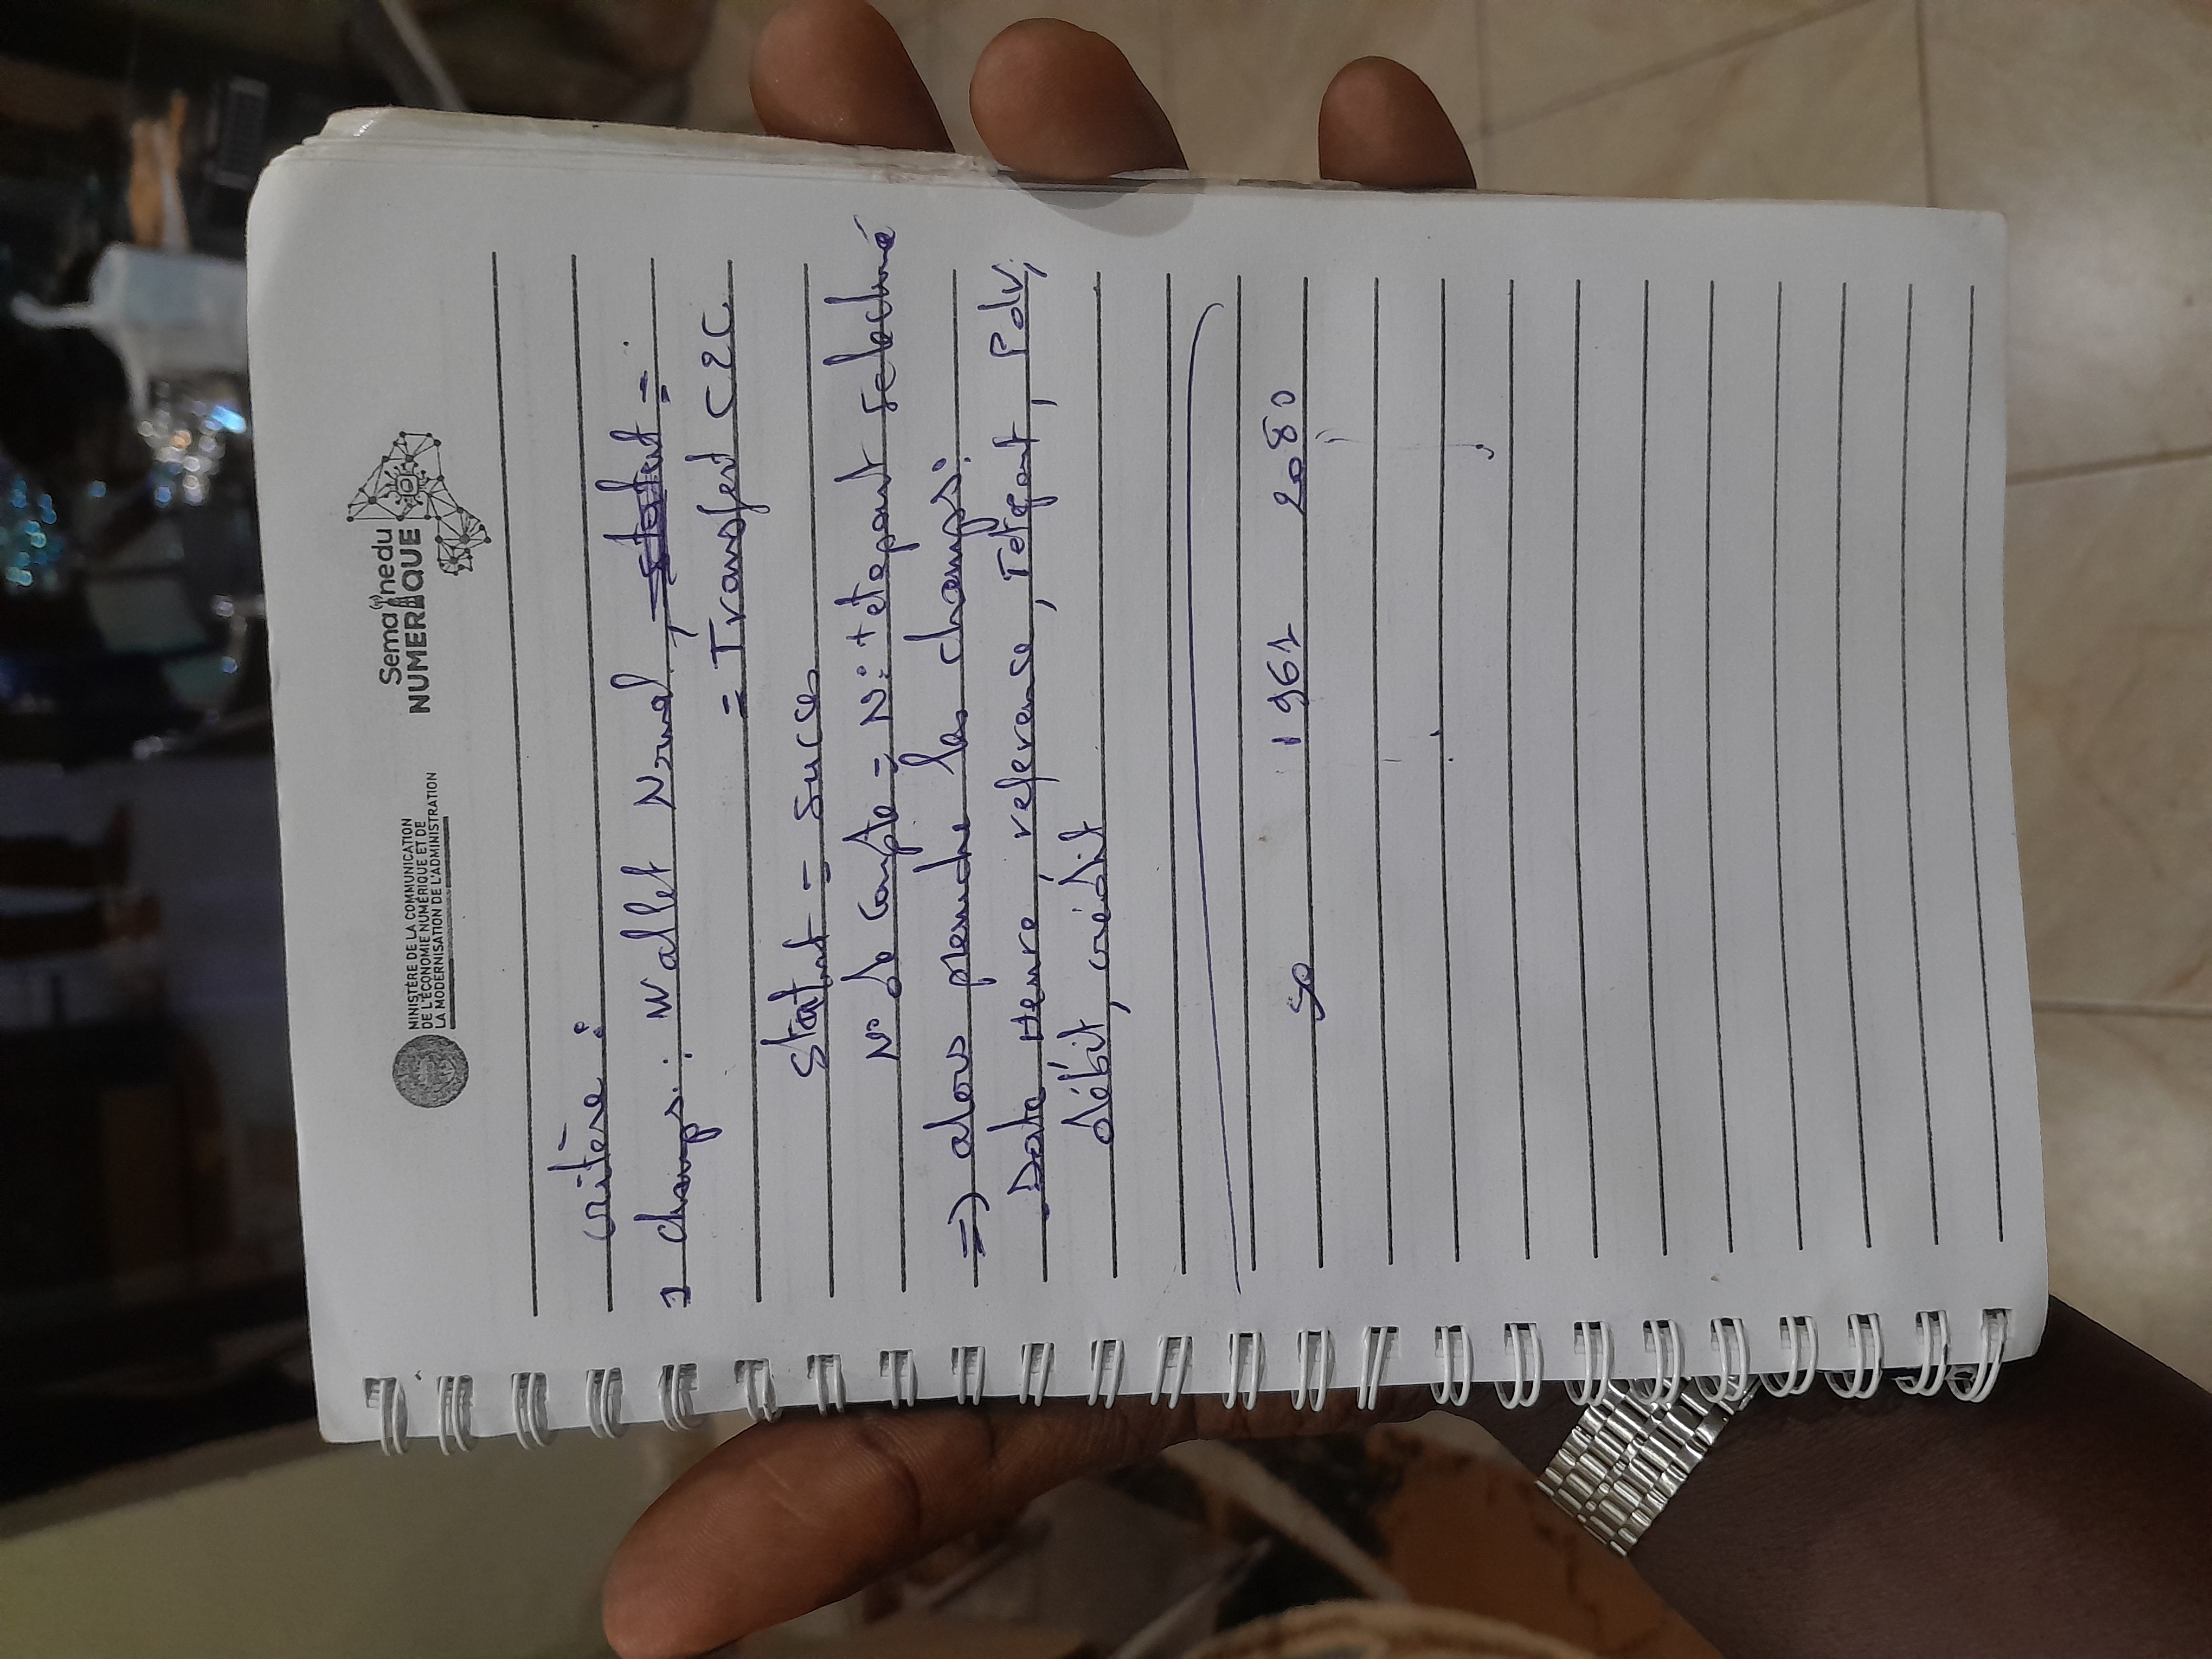 MINISTÈRE DE LA COMMUNICATION
DE L'ÉCONOMIE NUMÉRIQUE ET DE
LA MODERNISATION DE L'ADMINISTRATION
Semaine du
NUMERIQUE
critère :
1 champs : Wallet Normal, statut =
= Transfert C2C
statut = succes
N° de Compte = N° tetepont selectné
=> alors prendre les champs :
Date, Heure, reference, Tetepont, Pdv,
débit, crédit
50 1961 2080